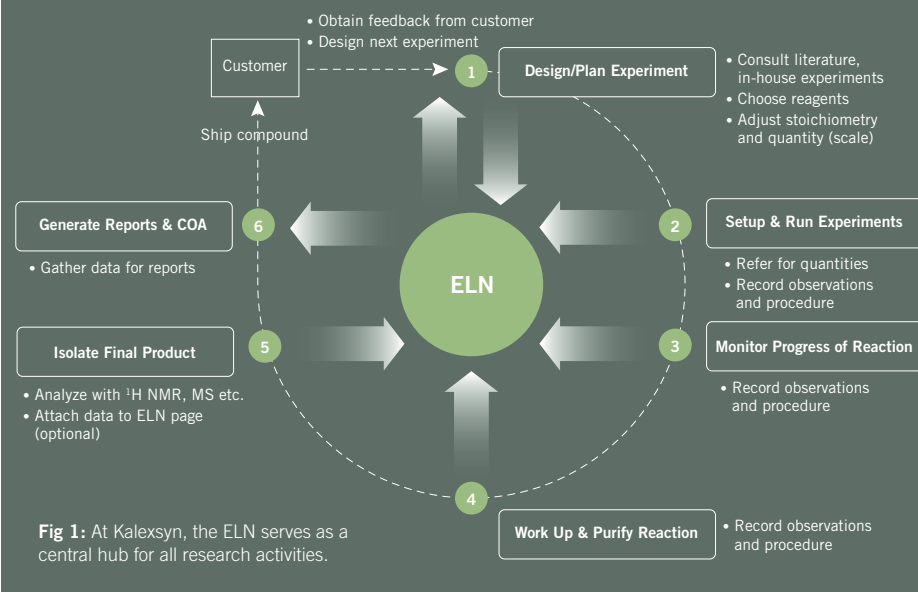 • Obtain feedback from customer
• Design next experiment
Customer
1
Design/Plan Experiment
• Consult literature,
in-house experiments
• Choose reagents
• Adjust stoichiometry
and quantity (scale)
Ship compound
Generate Reports & COA
6
• Gather data for reports
2
Setup & Run Experiments
• Refer for quantities
• Record observations
and procedure
ELN
Isolate Final Product
5
• Analyze with ¹H NMR, MS etc.
• Attach data to ELN page
(optional)
3
Monitor Progress of Reaction
• Record observations
and procedure
4
Work Up & Purify Reaction
• Record observations
and procedure
Fig 1: At Kalexsyn, the ELN serves as a
central hub for all research activities.